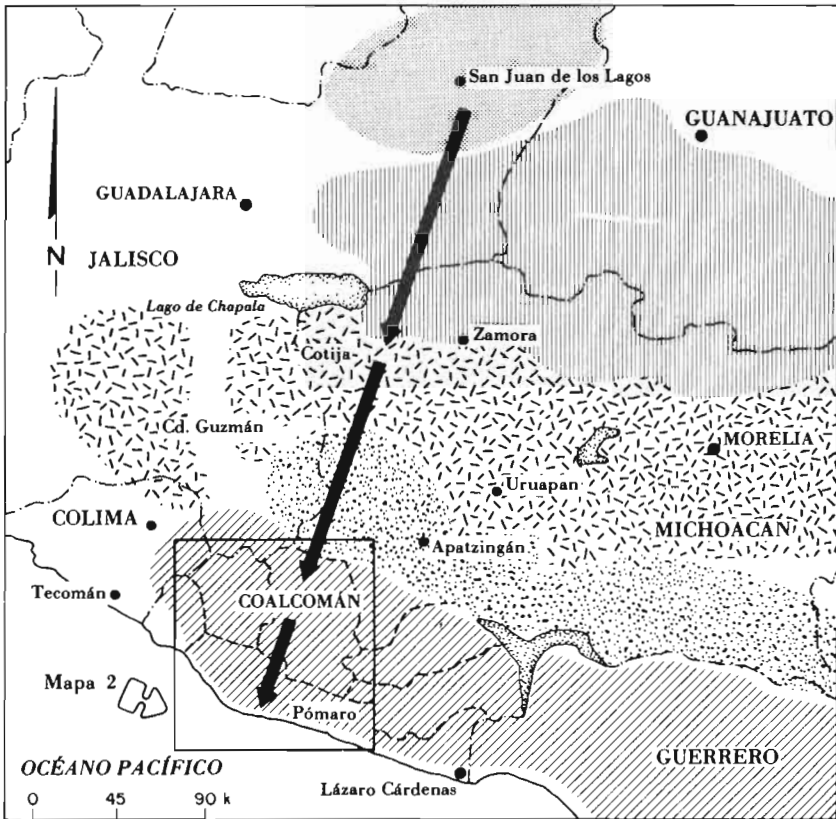 San Juan de los Lagos
GUANAJUATO
GUADALAJARA
N
JALISCO
Lago de Chapala
Cotija
Zamora
Cd. Guzmán
MORELIA
Uruapan
COLIMA
MICHOACÁN
Apatzingán
Tecomán
COALCOMÁN
Mapa 2
Pómaro
GUERRERO
OCÉANO PACÍFICO
Lázaro Cárdenas
0 45 90 k